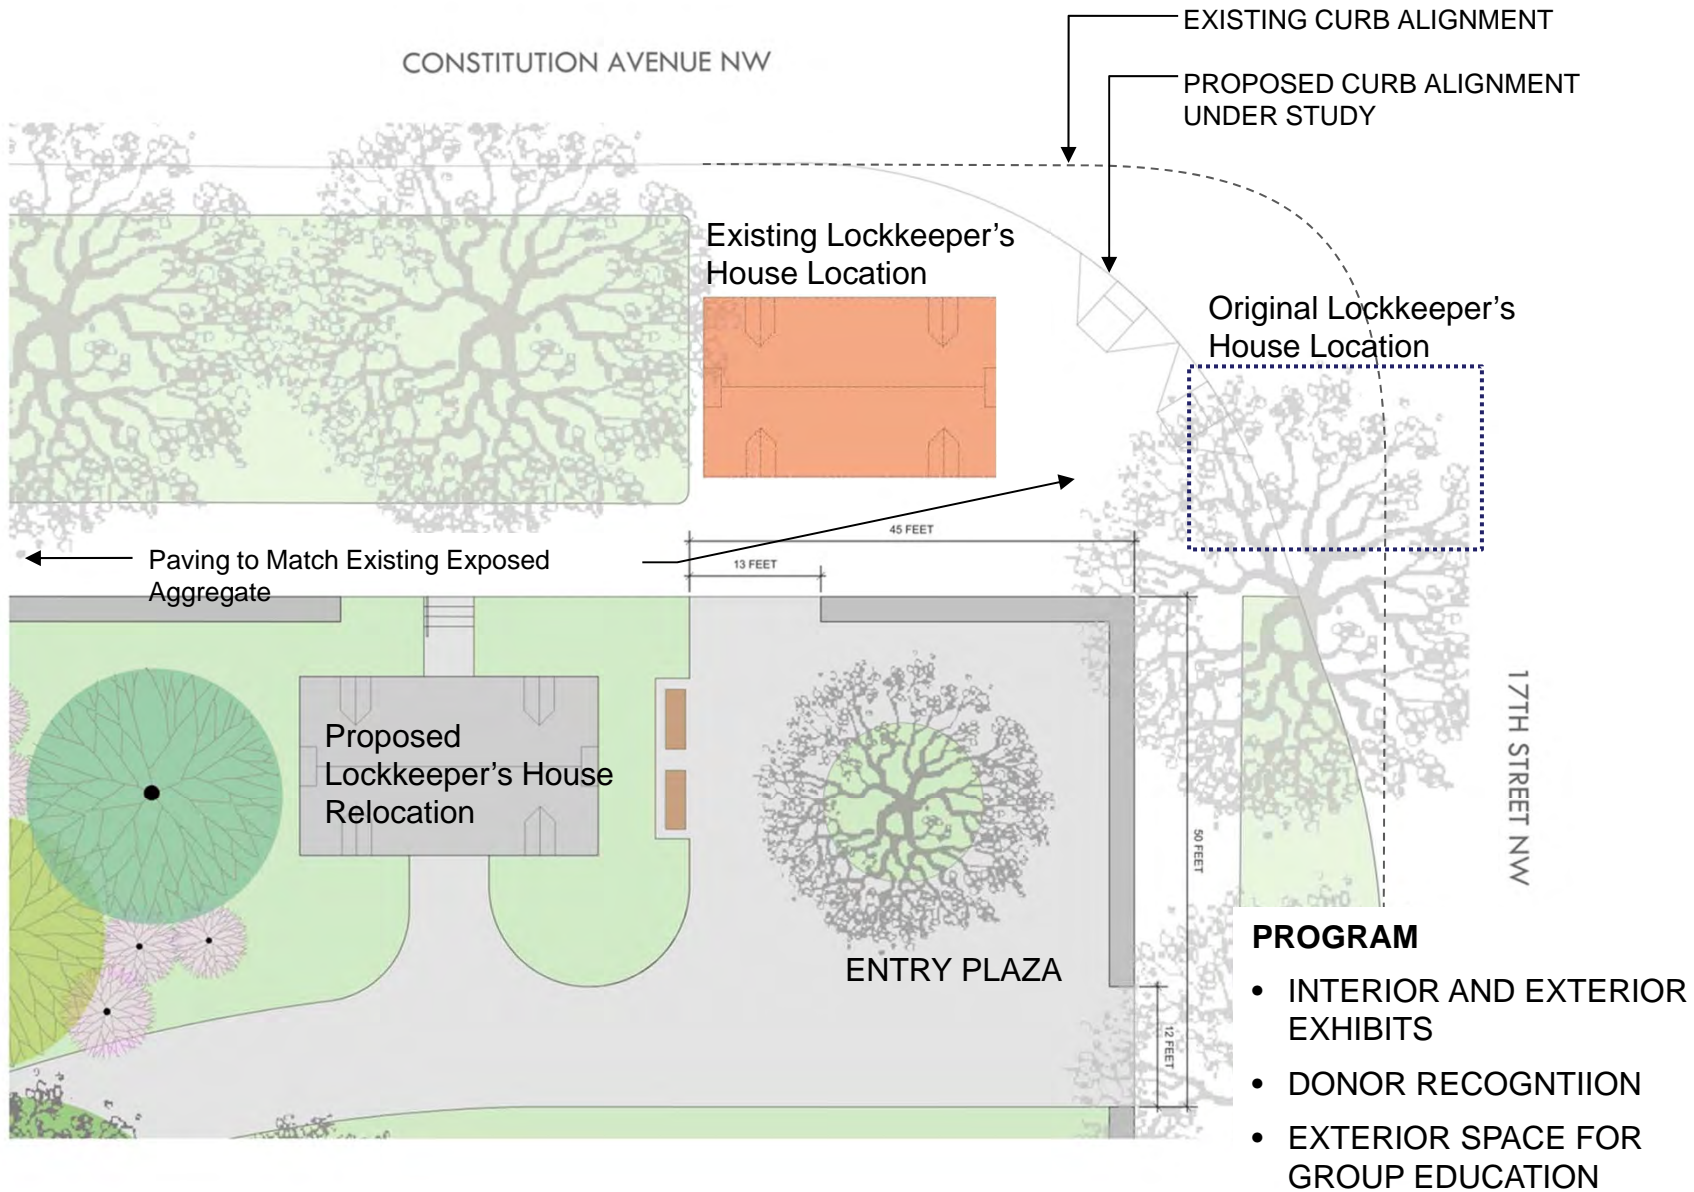 EXISTING CURB ALIGNMENT
CONSTITUTION AVENUE NW
PROPOSED CURB ALIGNMENT
UNDER STUDY
Existing Lockkeeper’s
House Location
Original Lockkeeper’s
House Location
45 FEET
Paving to Match Existing Exposed
Aggregate
13 FEET
Proposed
Lockkeeper’s House
Relocation
17TH STREET NW
50 FEET
ENTRY PLAZA
12 FEET
PROGRAM
• INTERIOR AND EXTERIOR
EXHIBITS
• DONOR RECOGNTIION
• EXTERIOR SPACE FOR
GROUP EDUCATION